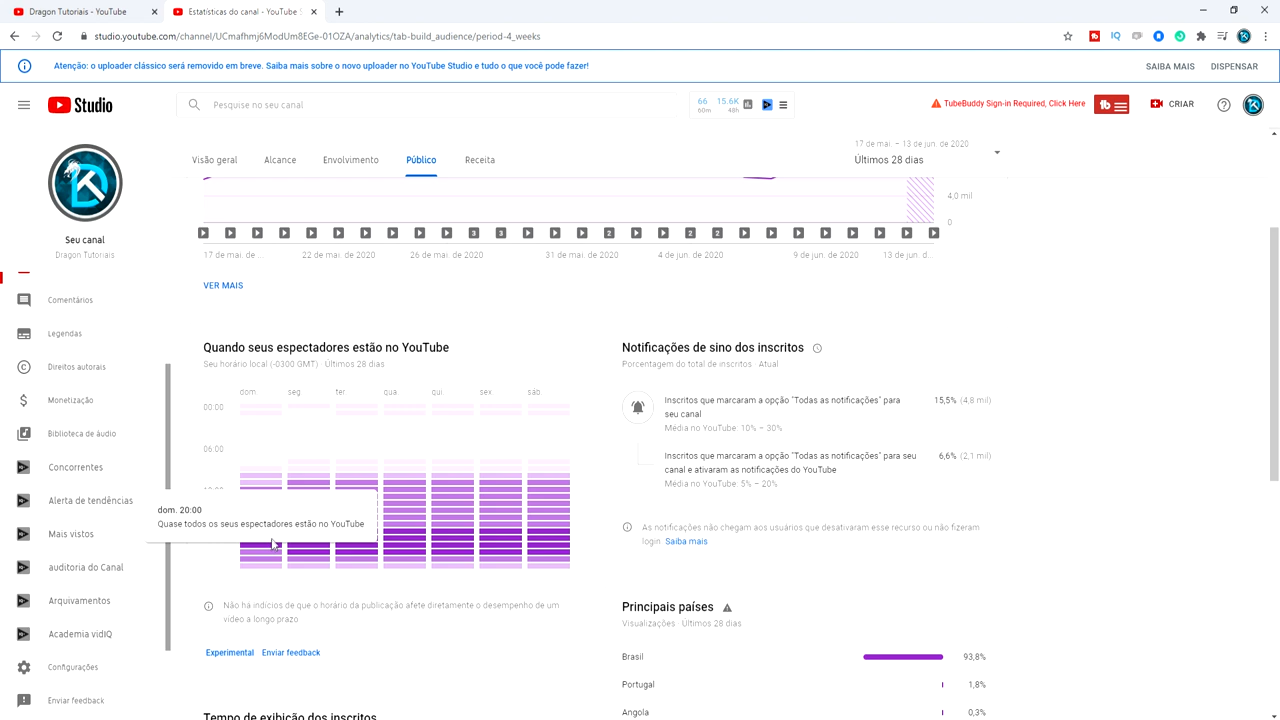 Dragon Tutoriais - YouTube
Estatísticas do canal - YouTube S
studio.youtube.com/channel/UCmafhmj6ModUm8EGe-01OZA/analytics/tab-build_audience/period-4_weeks
Atenção: o uploader clássico será removido em breve. Saiba mais sobre o novo uploader no YouTube Studio e tudo o que você pode fazer!
SAIBA MAIS
DISPENSAR
Studio
Pesquise no seu canal
66 15.6K
60m 48h
TubeBuddy Sign-in Required, Click Here
CRIAR
Visão geral
Alcance
Envolvimento
Público
Receita
17 de mai. – 13 de jun. de 2020
Últimos 28 dias
Seu canal
Dragon Tutoriais
Comentários
Legendas
Direitos autorais
Monetização
Biblioteca de áudio
Concorrentes
Alerta de tendências
Mais vistos
auditoria do Canal
Arquivamentos
Academia vidIQ
Configurações
Enviar feedback
4,0 mil
0
3 3 2 2 2
17 de mai. de ...
22 de mai. de 2020
26 de mai. de 2020
31 de mai. de 2020
4 de jun. de 2020
9 de jun. de 2020
13 de jun. d...
VER MAIS
Quando seus espectadores estão no YouTube
Seu horário local (-0300 GMT) · Últimos 28 dias
dom seg ter qua qui sex sáb
00:00
06:00
dom. 20:00
Quase todos os seus espectadores estão no YouTube
Não há indícios de que o horário da publicação afete diretamente o desempenho de um
vídeo a longo prazo
Experimental
Enviar feedback
Tempo de exibição dos inscritos
Notificações de sino dos inscritos
Porcentagem do total de inscritos · Atual
Inscritos que marcaram a opção "Todas as notificações" para
seu canal
15,5% (4,8 mil)
Média no YouTube: 10% – 30%
Inscritos que marcaram a opção "Todas as notificações" para seu
canal e ativaram as notificações do YouTube
6,6% (2,1 mil)
Média no YouTube: 5% – 20%
As notificações não chegam aos usuários que desativaram esse recurso ou não fizeram
login. Saiba mais
Principais países
Visualizações · Últimos 28 dias
Brasil 93,8%
Portugal 1,8%
Angola 0,3%